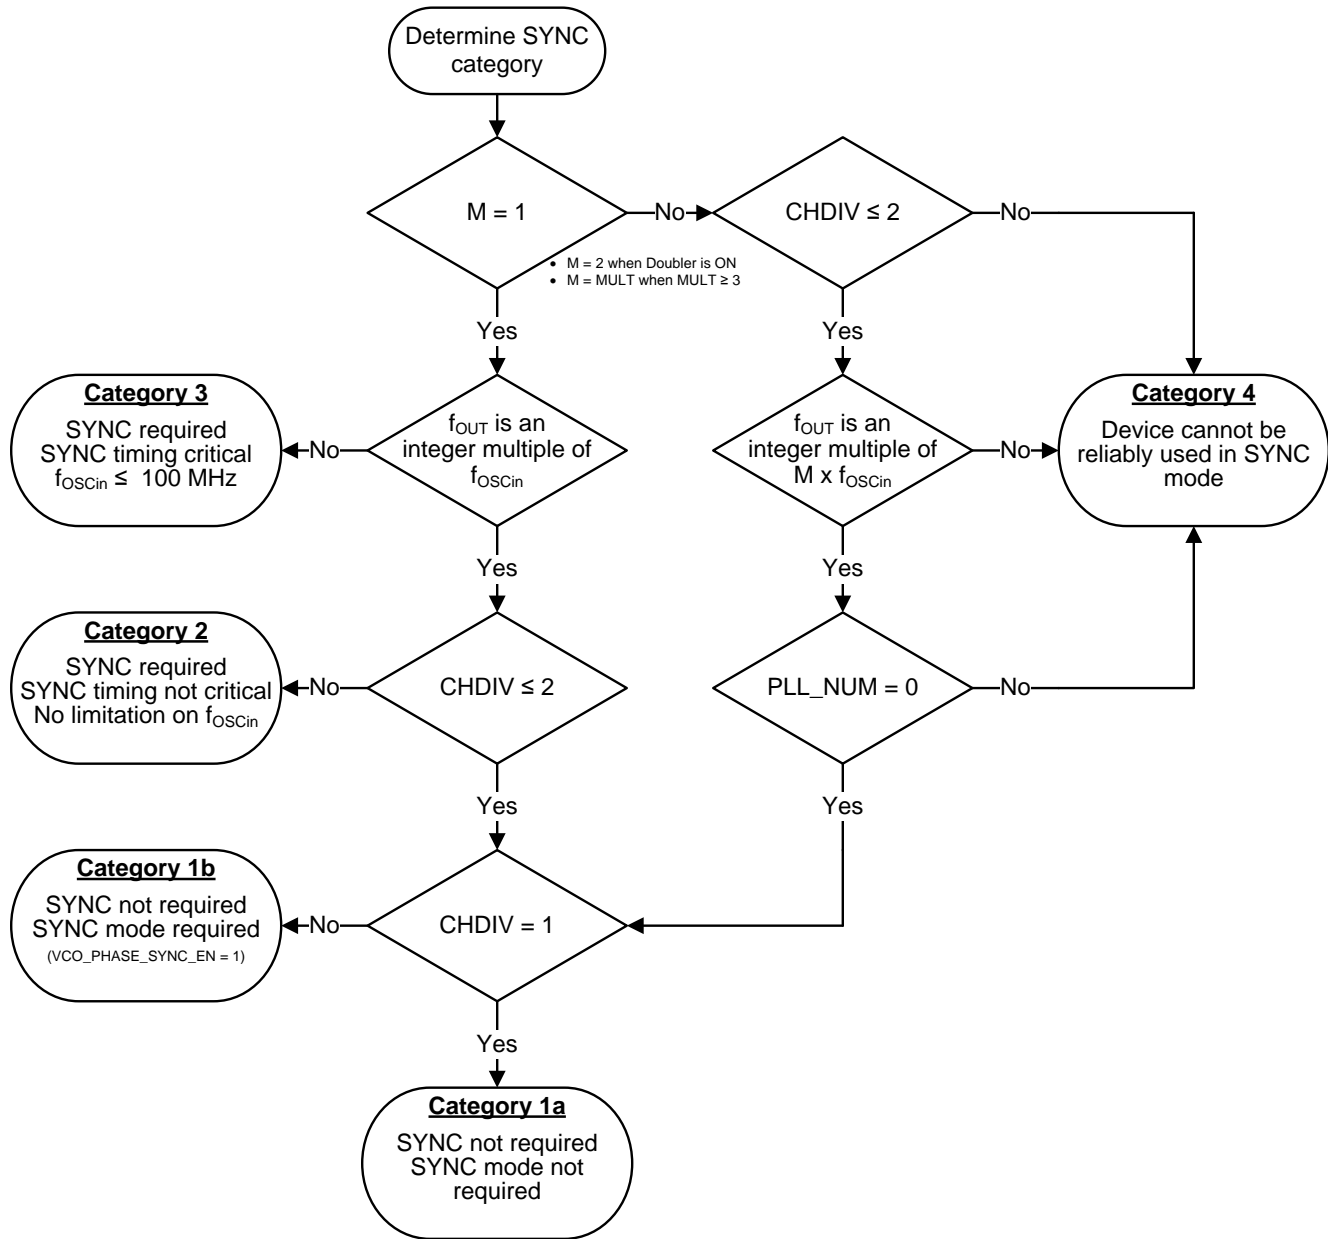 Determine SYNC
category
M = 1
No
CHDIV ≤ 2
No
• M = 2 when Doubler is ON
• M = MULT when MULT ≥ 3
Yes
Yes
Category 3
SYNC required
SYNC timing critical
fOSCin ≤ 100 MHz
No
fOUT is an
integer multiple of
fOSCin
fOUT is an
integer multiple of
M x fOSCin
No
Category 4
Device cannot be
reliably used in SYNC
mode
Yes
Yes
Category 2
SYNC required
SYNC timing not critical
No limitation on fOSCin
No
CHDIV ≤ 2
PLL_NUM = 0
No
Yes
Yes
Category 1b
SYNC not required
SYNC mode required
(VCO_PHASE_SYNC_EN = 1)
No
CHDIV = 1
Yes
Category 1a
SYNC not required
SYNC mode not
required